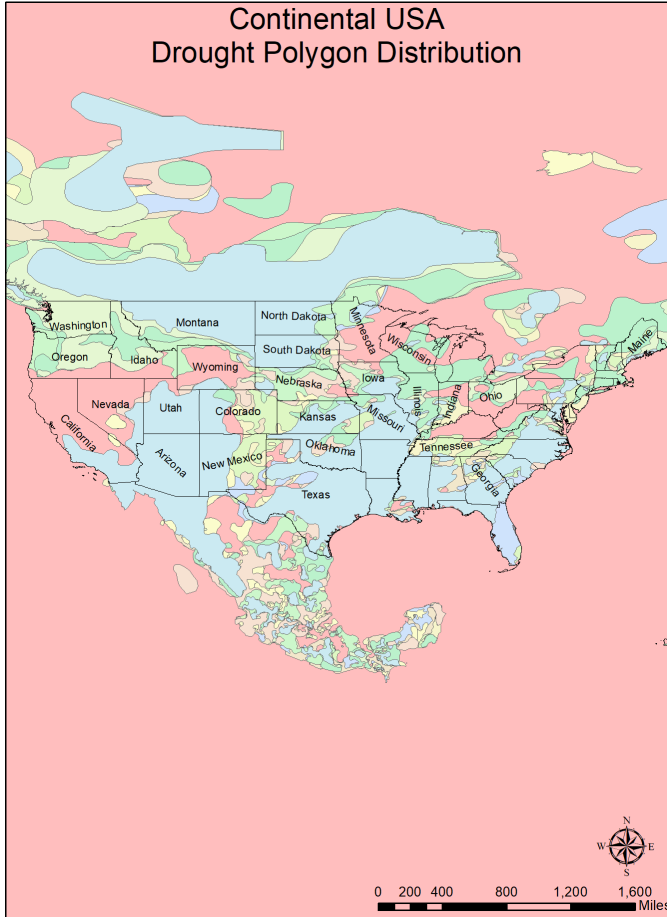 Continental USA
Drought Polygon Distribution
Washington
Montana
North Dakota
Minnesota
Maine
Oregon
Idaho
South Dakota
Wisconsin
Wyoming
Nebraska
Iowa
Illinois
Indiana
Ohio
Nevada
Utah
Colorado
Kansas
Missouri
California
Arizona
New Mexico
Oklahoma
Tennessee
Georgia
Texas
N
W E
S
0 200 400 800 1,200 1,600
Miles